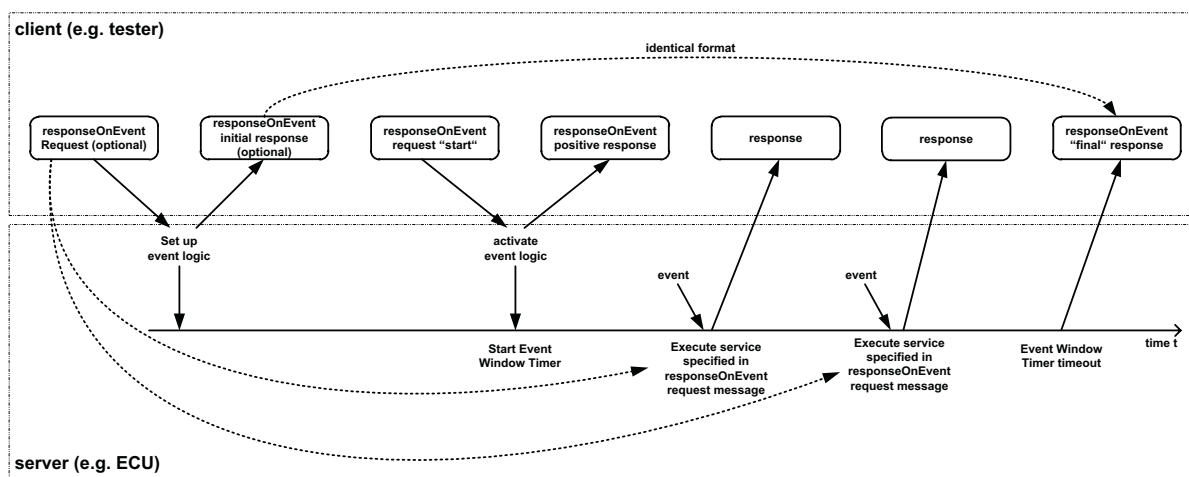 client (e.g. tester)
identical format
responseOnEvent
Request (optional)
responseOnEvent
initial response
(optional)
responseOnEvent
request “start“
responseOnEvent
positive response
response
response
responseOnEvent
“final“ response
Set up
event logic
activate
event logic
event
event
time t
Start Event
Window Timer
Execute service
specified in
responseOnEvent
request message
Execute service
specified in
responseOnEvent
request message
Event Window
Timer timeout
server (e.g. ECU)